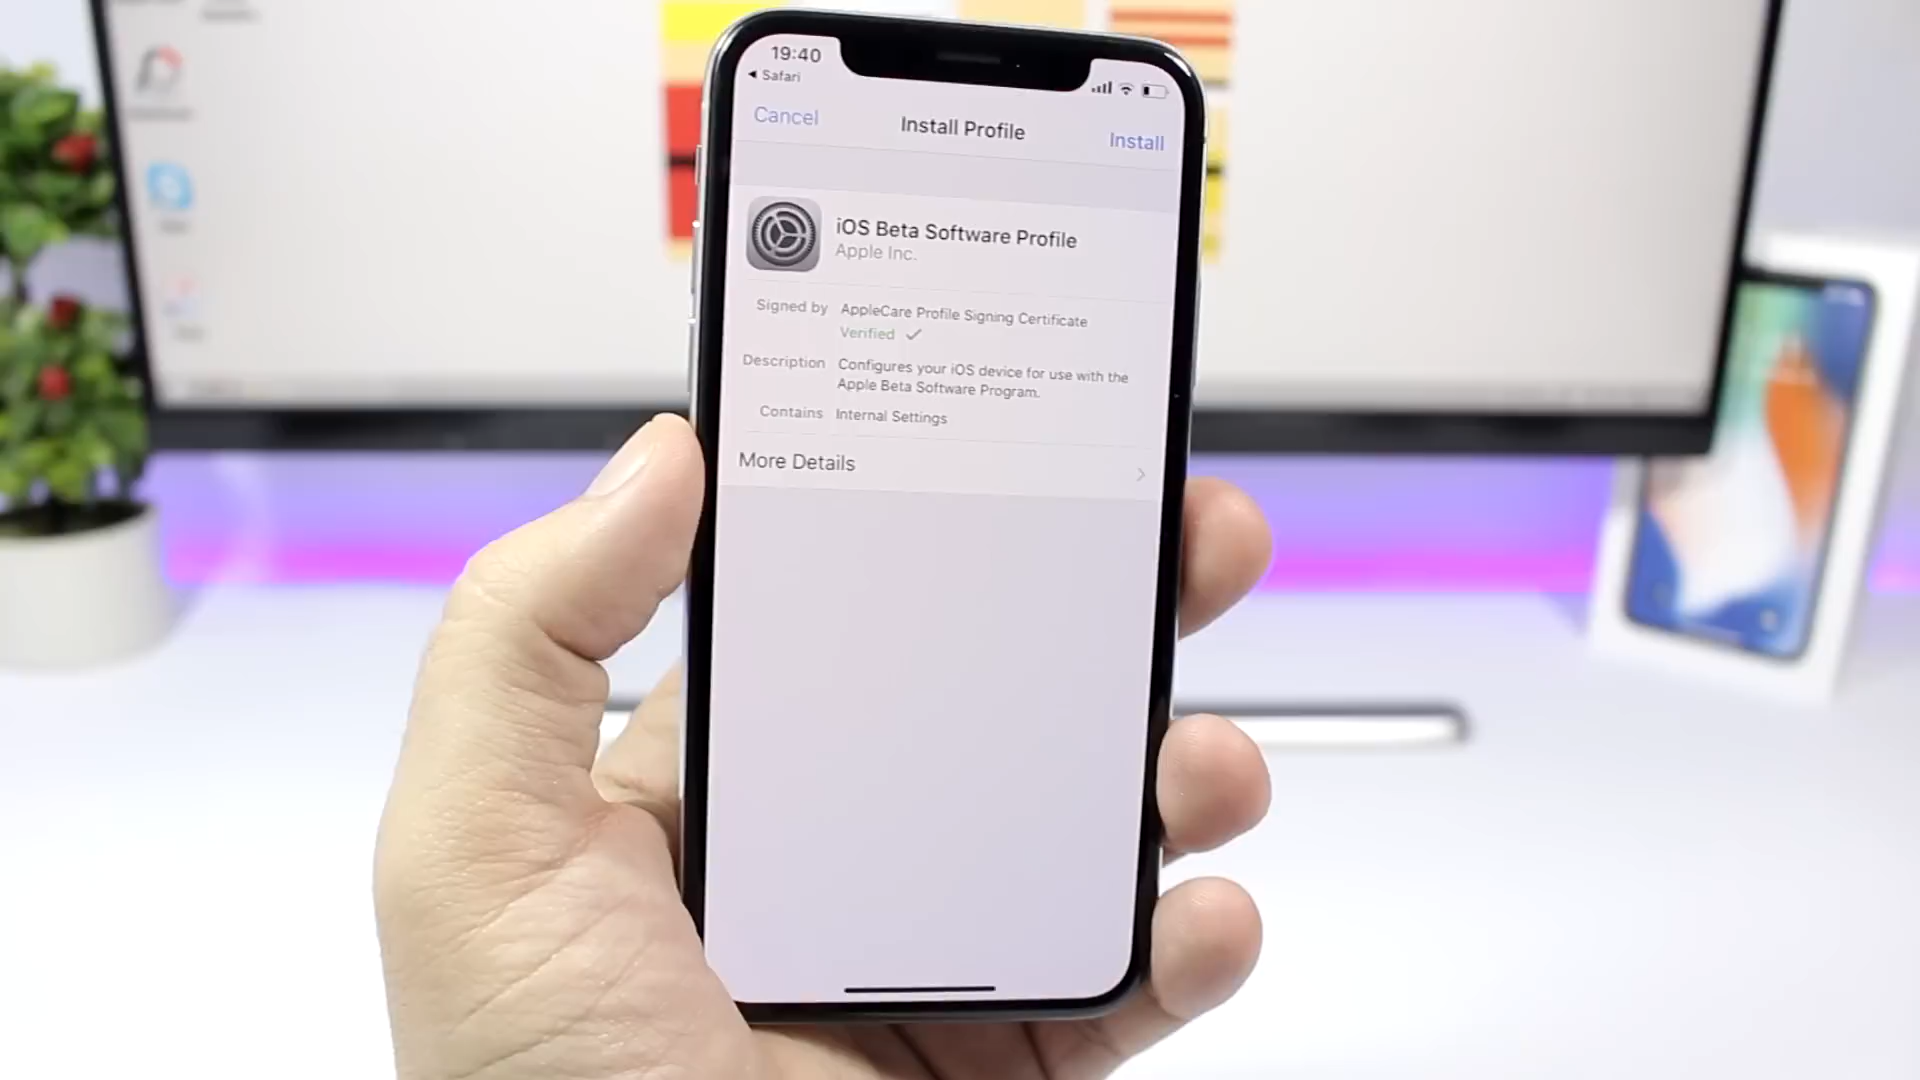 19:40
Safari
Cancel
Install Profile
Install
iOS Beta Software Profile
Apple Inc.
Signed by
AppleCare Profile Signing Certificate
Verified
Description
Configures your iOS device for use with the
Apple Beta Software Program.
Contains
Internal Settings
More Details